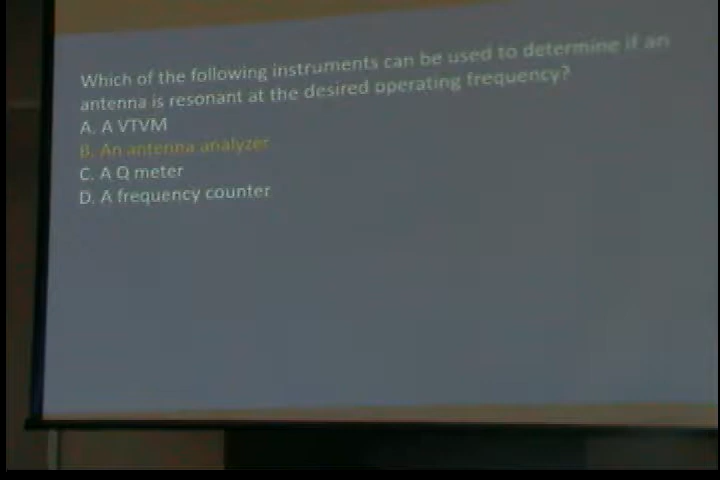 Which of the following instruments can be used to determine if an
antenna is resonant at the desired operating frequency?
A. A VTVM
B. An antenna analyzer
C. A Q meter
D. A frequency counter